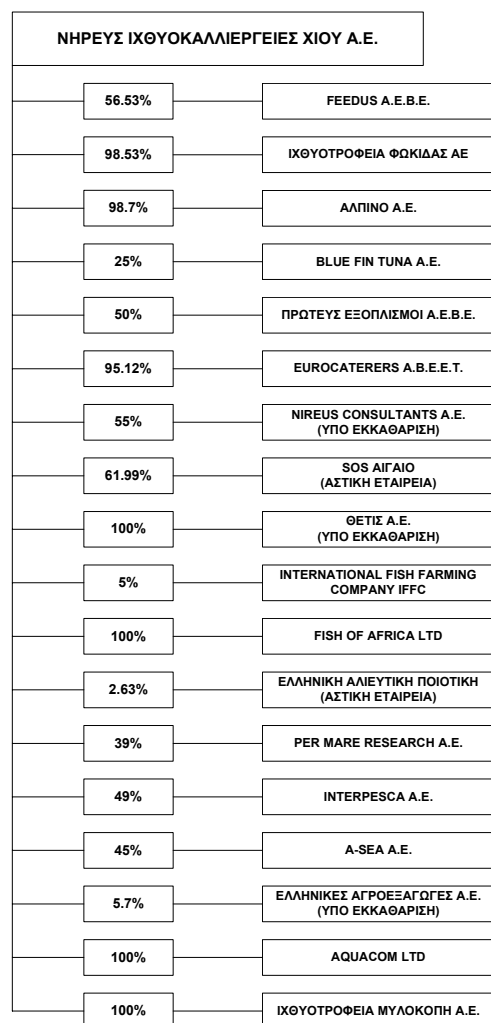 ΝΗΡΕΥΣ ΙΧΘΥΟΚΑΛΛΙΕΡΓΕΙΕΣ ΧΙΟΥ Α.Ε.
56.53% FEEDUS Α.Ε.Β.Ε.
98.53% ΙΧΘΥΟΤΡΟΦΕΙΑ ΦΩΚΙΔΑΣ ΑΕ
98.7% ΑΛΠΙΝΟ Α.Ε.
25% BLUE FIN TUNA Α.Ε.
50% ΠΡΩΤΕΥΣ ΕΞΟΠΛΙΣΜΟΙ Α.Ε.Β.Ε.
95.12% EUROCATERERS Α.Β.Ε.Ε.Τ.
55% NIREUS CONSULTANTS Α.Ε.
(ΥΠΟ ΕΚΚΑΘΑΡΙΣΗ)
61.99% SOS ΑΙΓΑΙΟ
(ΑΣΤΙΚΗ ΕΤΑΙΡΕΙΑ)
100% ΘΕΤΙΣ Α.Ε.
(ΥΠΟ ΕΚΚΑΘΑΡΙΣΗ)
5% INTERNATIONAL FISH FARMING
COMPANY IFFC
100% FISH OF AFRICA LTD
2.63% ΕΛΛΗΝΙΚΗ ΑΛΙΕΥΤΙΚΗ ΠΟΙΟΤΙΚΗ
(ΑΣΤΙΚΗ ΕΤΑΙΡΕΙΑ)
39% PER MARE RESEARCH Α.Ε.
49% INTERPESCA Α.Ε.
45% A-SEA Α.Ε.
5.7% ΕΛΛΗΝΙΚΕΣ ΑΓΡΟΕΞΑΓΩΓΕΣ Α.Ε.
(ΥΠΟ ΕΚΚΑΘΑΡΙΣΗ)
100% AQUACOM LTD
100% ΙΧΘΥΟΤΡΟΦΕΙΑ ΜΥΛΟΚΟΠΗ Α.Ε.